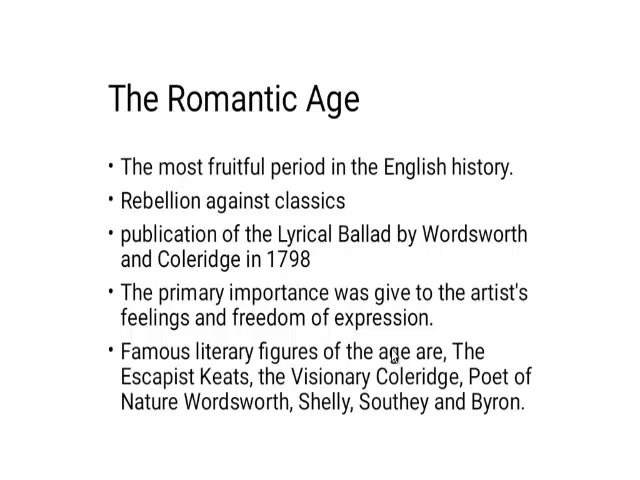 The Romantic Age
• The most fruitful period in the English history.
• Rebellion against classics
• publication of the Lyrical Ballad by Wordsworth
and Coleridge in 1798
• The primary importance was give to the artist's
feelings and freedom of expression.
• Famous literary figures of the age are, The
Escapist Keats, the Visionary Coleridge, Poet of
Nature Wordsworth, Shelly, Southey and Byron.